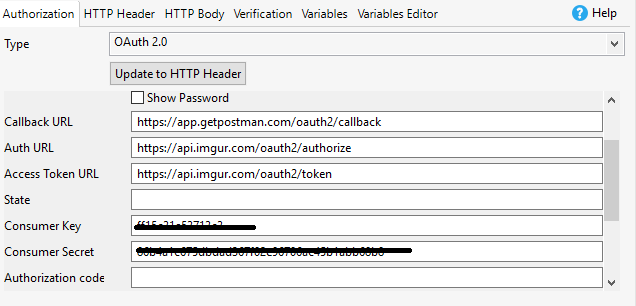 Authorization HTTP Header HTTP Body Verification Variables Variables Editor ? Help
Type OAuth 2.0
Update to HTTP Header
Show Password
Callback URL https://app.getpostman.com/oauth2/callback
Auth URL https://api.imgur.com/oauth2/authorize
Access Token URL https://api.imgur.com/oauth2/token
State
Consumer Key
Consumer Secret
Authorization code